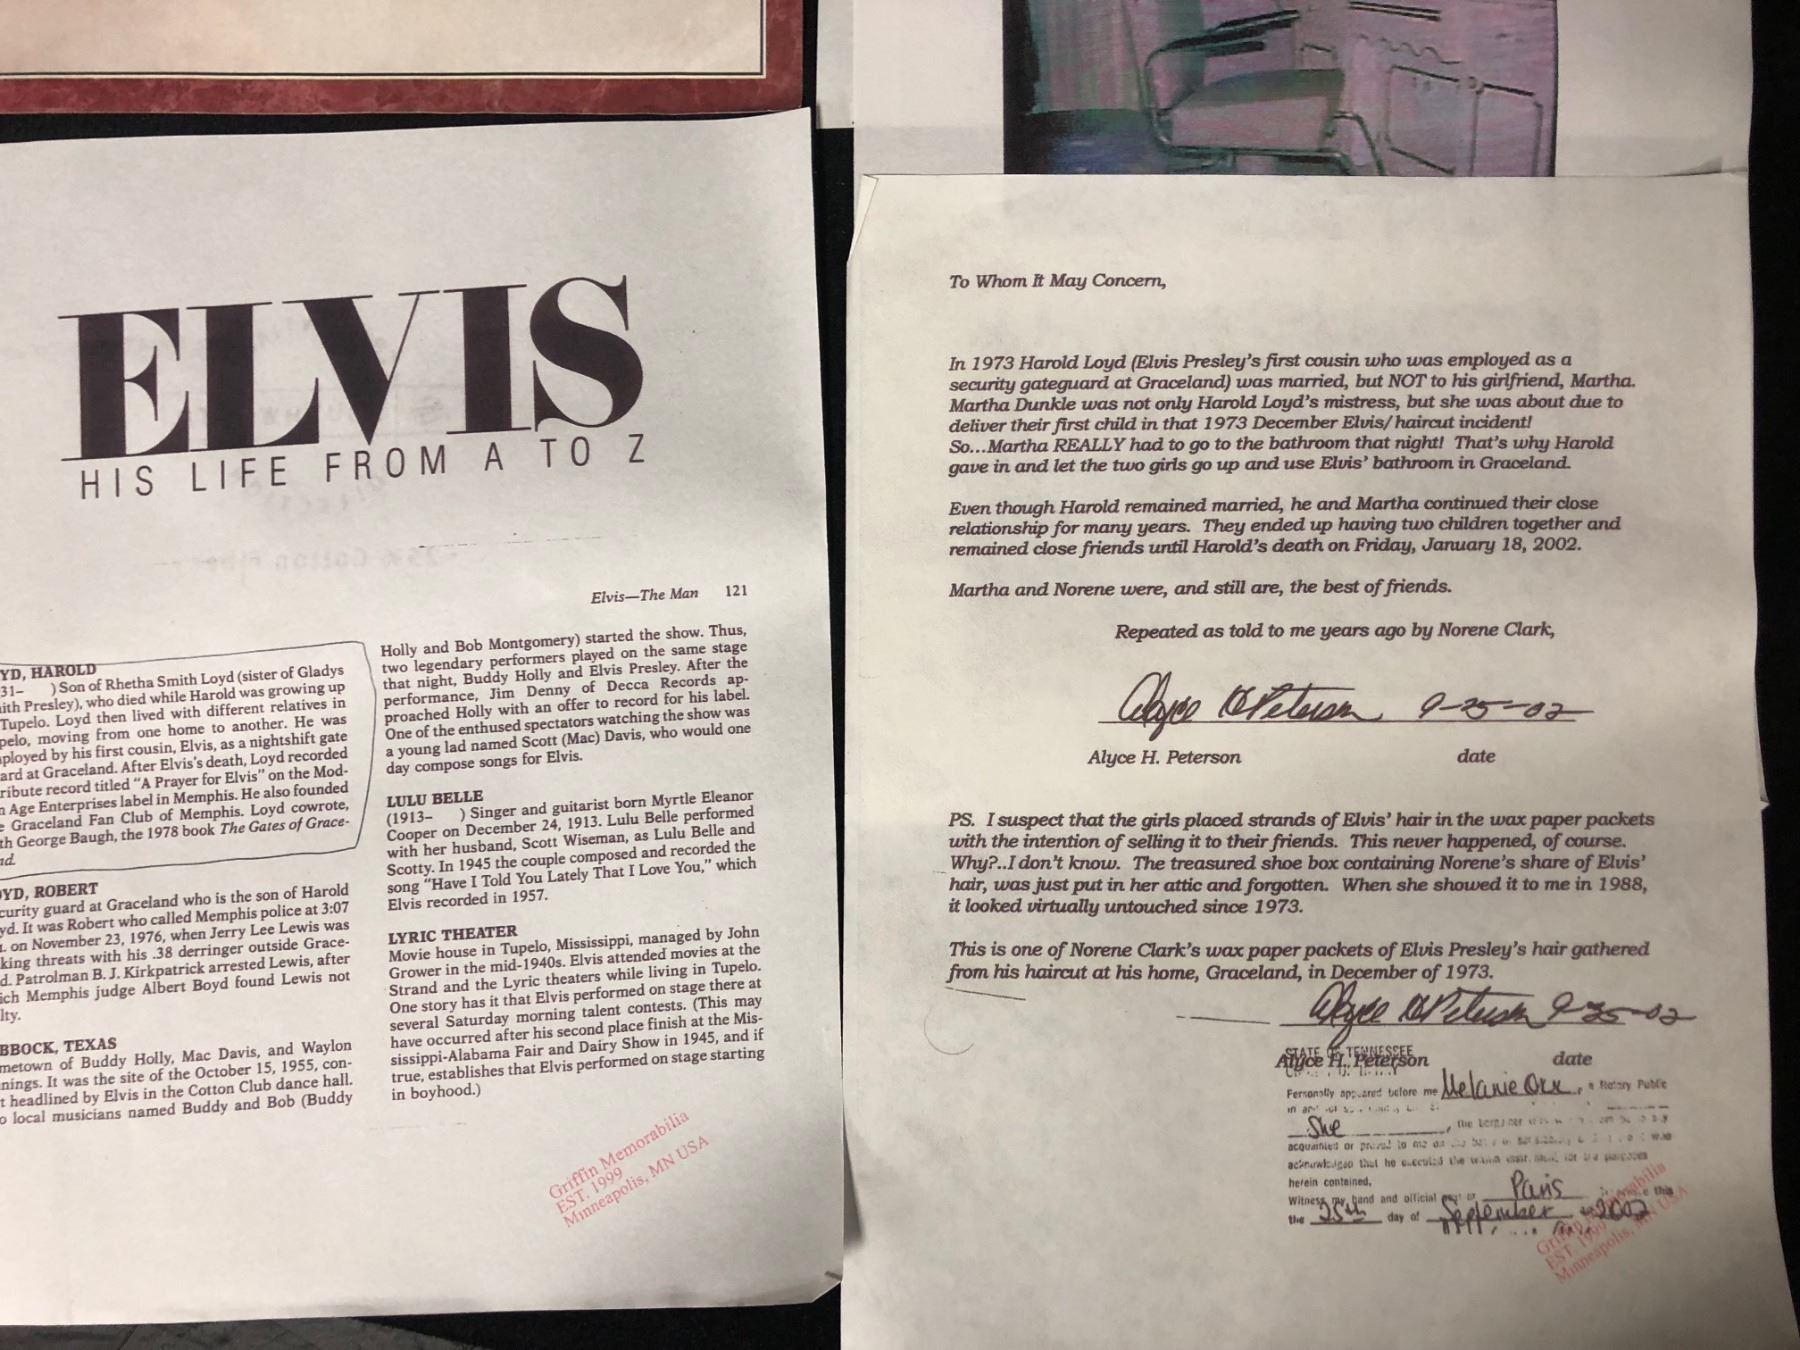 ELVIS
HIS LIFE FROM A TO Z
Elvis—The Man 121
YD, HAROLD
31– ) Son of Rhetha Smith Loyd (sister of Gladys
ith Presley), who died while Harold was growing up
Tupelo. Loyd then lived with different relatives in
pelo, moving from one home to another. He was
ployed by his first cousin, Elvis, as a nightshift gate
ard at Graceland. After Elvis's death, Loyd recorded
ribute record titled "A Prayer for Elvis" on the Mod-
n Age Enterprises label in Memphis. He also founded
e Graceland Fan Club of Memphis. Loyd cowrote,
th George Baugh, the 1978 book The Gates of Grace-
nd.
OYD, ROBERT
curity guard at Graceland who is the son of Harold
yd. It was Robert who called Memphis police at 3:07
on November 23, 1976, when Jerry Lee Lewis was
king threats with his .38 derringer outside Grace-
d. Patrolman B. J. Kirkpatrick arrested Lewis, after
ich Memphis judge Albert Boyd found Lewis not
lty.
BBOCK, TEXAS
metown of Buddy Holly, Mac Davis, and Waylon
nings. It was the site of the October 15, 1955, con-
t headlined by Elvis in the Cotton Club dance hall.
o local musicians named Buddy and Bob (Buddy
Holly and Bob Montgomery) started the show. Thus,
two legendary performers played on the same stage
that night, Buddy Holly and Elvis Presley. After the
performance, Jim Denny of Decca Records ap-
proached Holly with an offer to record for his label.
One of the enthused spectators watching the show was
a young lad named Scott (Mac) Davis, who would one
day compose songs for Elvis.
LULU BELLE
(1913– ) Singer and guitarist born Myrtle Eleanor
Cooper on December 24, 1913. Lulu Belle performed
with her husband, Scott Wiseman, as Lulu Belle and
Scotty. In 1945 the couple composed and recorded the
song "Have I Told You Lately That I Love You," which
Elvis recorded in 1957.
LYRIC THEATER
Movie house in Tupelo, Mississippi, managed by John
Grower in the mid-1940s. Elvis attended movies at the
Strand and the Lyric theaters while living in Tupelo.
One story has it that Elvis performed on stage there at
several Saturday morning talent contests. (This may
have occurred after his second place finish at the Mis-
sissippi-Alabama Fair and Dairy Show in 1945, and if
true, establishes that Elvis performed on stage starting
in boyhood.)
Griffin Memorabilia
EST. 1999
Minneapolis, MN USA
To Whom It May Concern,
In 1973 Harold Loyd (Elvis Presley's first cousin who was employed as a
security gateguard at Graceland) was married, but NOT to his girlfriend, Martha.
Martha Dunkle was not only Harold Loyd's mistress, but she was about due to
deliver their first child in that 1973 December Elvis/haircut incident!
So...Martha REALLY had to go to the bathroom that night! That's why Harold
gave in and let the two girls go up and use Elvis' bathroom in Graceland.
Even though Harold remained married, he and Martha continued their close
relationship for many years. They ended up having two children together and
remained close friends until Harold's death on Friday, January 18, 2002.
Martha and Norene were, and still are, the best of friends.
Repeated as told to me years ago by Norene Clark,
Alyce H Peterson 9-25-02
Alyce H. Peterson date
PS. I suspect that the girls placed strands of Elvis' hair in the wax paper packets
with the intention of selling it to their friends. This never happened, of course.
Why?..I don't know. The treasured shoe box containing Norene's share of Elvis'
hair, was just put in her attic and forgotten. When she showed it to me in 1988,
it looked virtually untouched since 1973.
This is one of Norene Clark's wax paper packets of Elvis Presley's hair gathered
from his haircut at his home, Graceland, in December of 1973.
Alyce H Peterson 9-25-02
STATE OF TENNESSEE
Alyce H. Peterson date
Personally appeared before me Melanie Orr, a Notary Public
She
acquainted or proved to me on the
acknowledged that he executed the within for the purposes
herein contained.
Witness my hand and official Paris this
the 25th day of September 2002
Griffin Memorabilia
EST. 1999
Minneapolis, MN USA